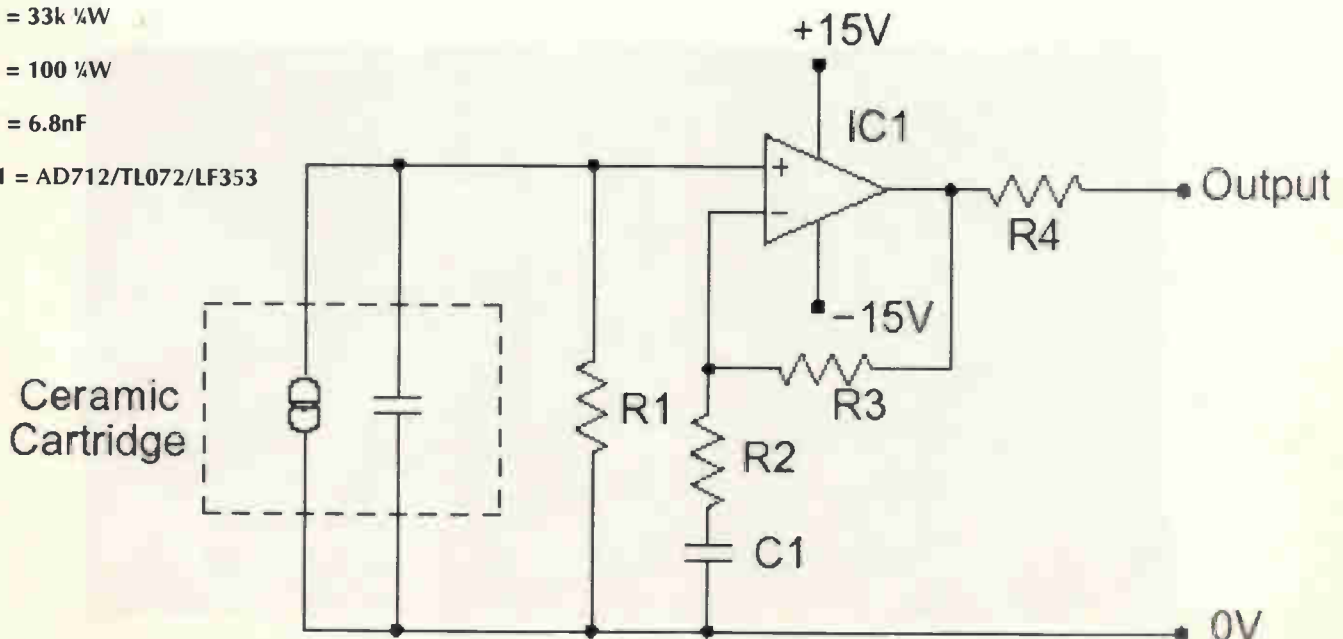 = 33k ¼W
= 100 ¼W
= 6.8nF
1 = AD712/TL072/LF353
+15V
IC1
+
−
Output
R4
−15V
R3
Ceramic
Cartridge
R1
R2
C1
0V